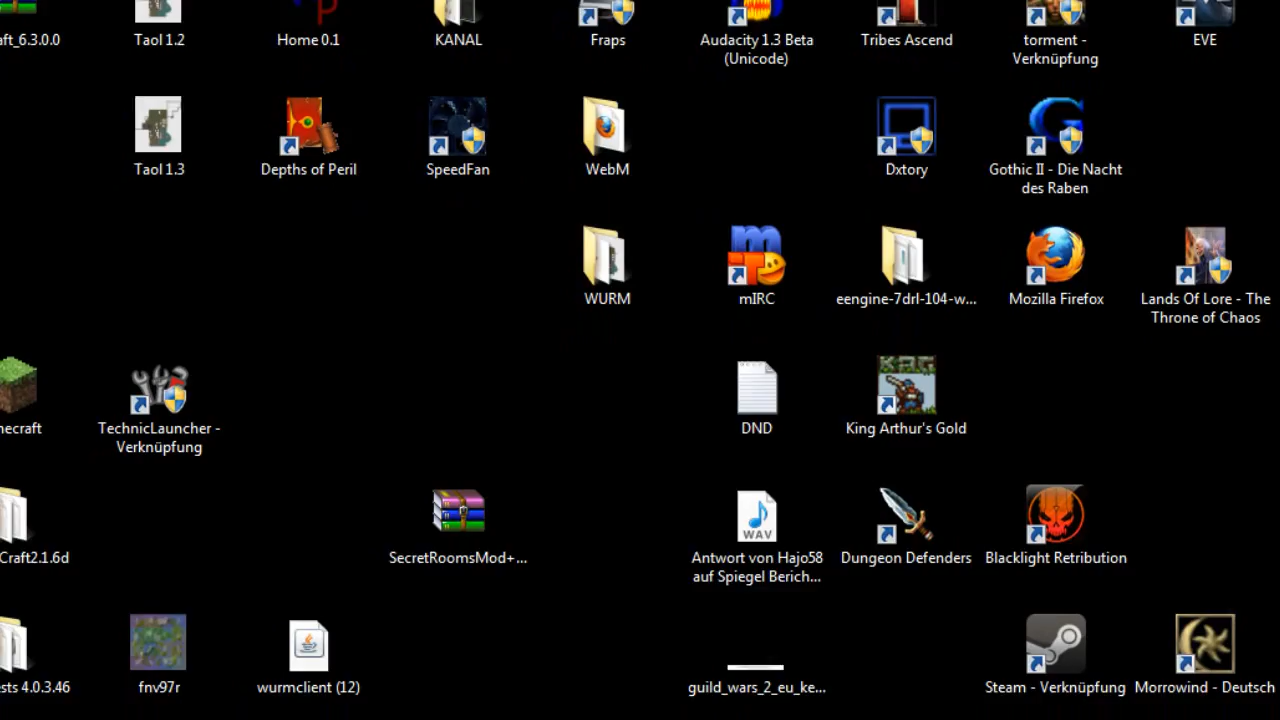 aft_6.3.0.0
Taol 1.2
Home 0.1
KANAL
Fraps
Audacity 1.3 Beta
(Unicode)
Tribes Ascend
torment -
Verknüpfung
EVE
Taol 1.3
Depths of Peril
SpeedFan
WebM
Dxtory
Gothic II - Die Nacht
des Raben
WURM
mIRC
eengine-7drl-104-w...
Mozilla Firefox
Lands Of Lore - The
Throne of Chaos
necraft
TechnicLauncher -
Verknüpfung
DND
KAG
King Arthur's Gold
Craft2.1.6d
SecretRoomsMod+...
WAV
Antwort von Hajo58
auf Spiegel Berich...
Dungeon Defenders
Blacklight Retribution
ests 4.0.3.46
fnv97r
wurmclient (12)
guild_wars_2_eu_ke...
Steam - Verknüpfung
Morrowind - Deutsch